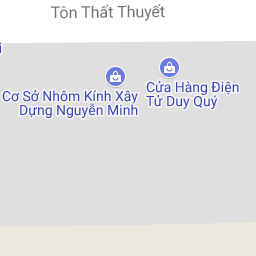 Tôn Thất Thuyết
Cơ Sở Nhôm Kính Xây
Dựng Nguyễn Minh
Cửa Hàng Điện
Tử Duy Quý